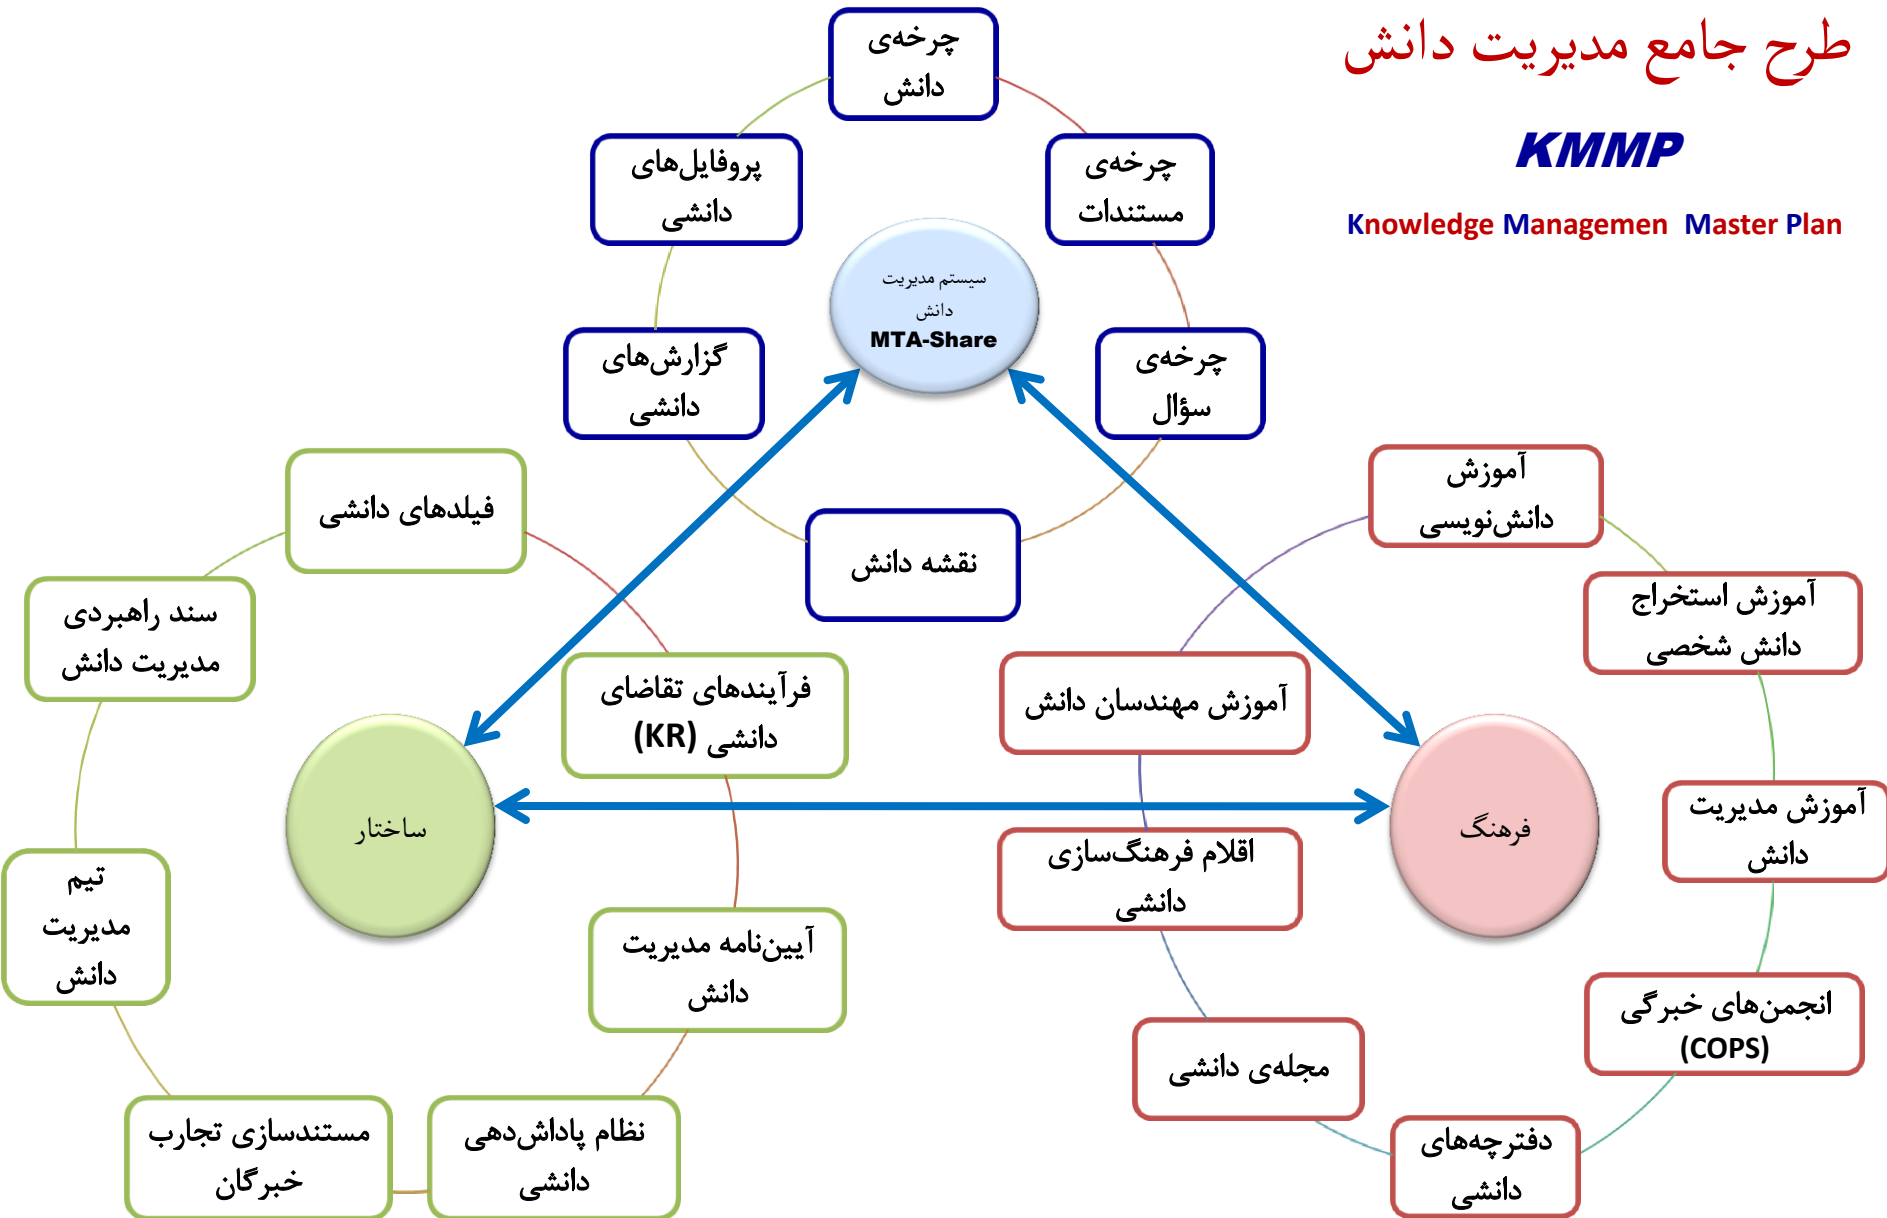 طرح جامع مدیریت دانش
KMMP
Knowledge Managemen Master Plan
چرخه‌ی
دانش
چرخه‌ی
مستندات
چرخه‌ی
سؤال
نقشه دانش
گزارش‌های
دانشی
پروفایل‌های
دانشی
سیستم مدیریت
دانش
MTA-Share
آموزش
دانش‌نویسی
آموزش استخراج
دانش شخصی
آموزش مدیریت
دانش
انجمن‌های خبرگی
(COPS)
دفترچه‌های
دانشی
مجله‌ی دانشی
اقلام فرهنگ‌سازی
دانشی
آموزش مهندسان دانش
فرهنگ
فیلدهای دانشی
فرآیندهای تقاضای
دانشی (KR)
آیین‌نامه مدیریت
دانش
نظام پاداش‌دهی
دانشی
مستندسازی تجارب
خبرگان
تیم
مدیریت
دانش
سند راهبردی
مدیریت دانش
ساختار